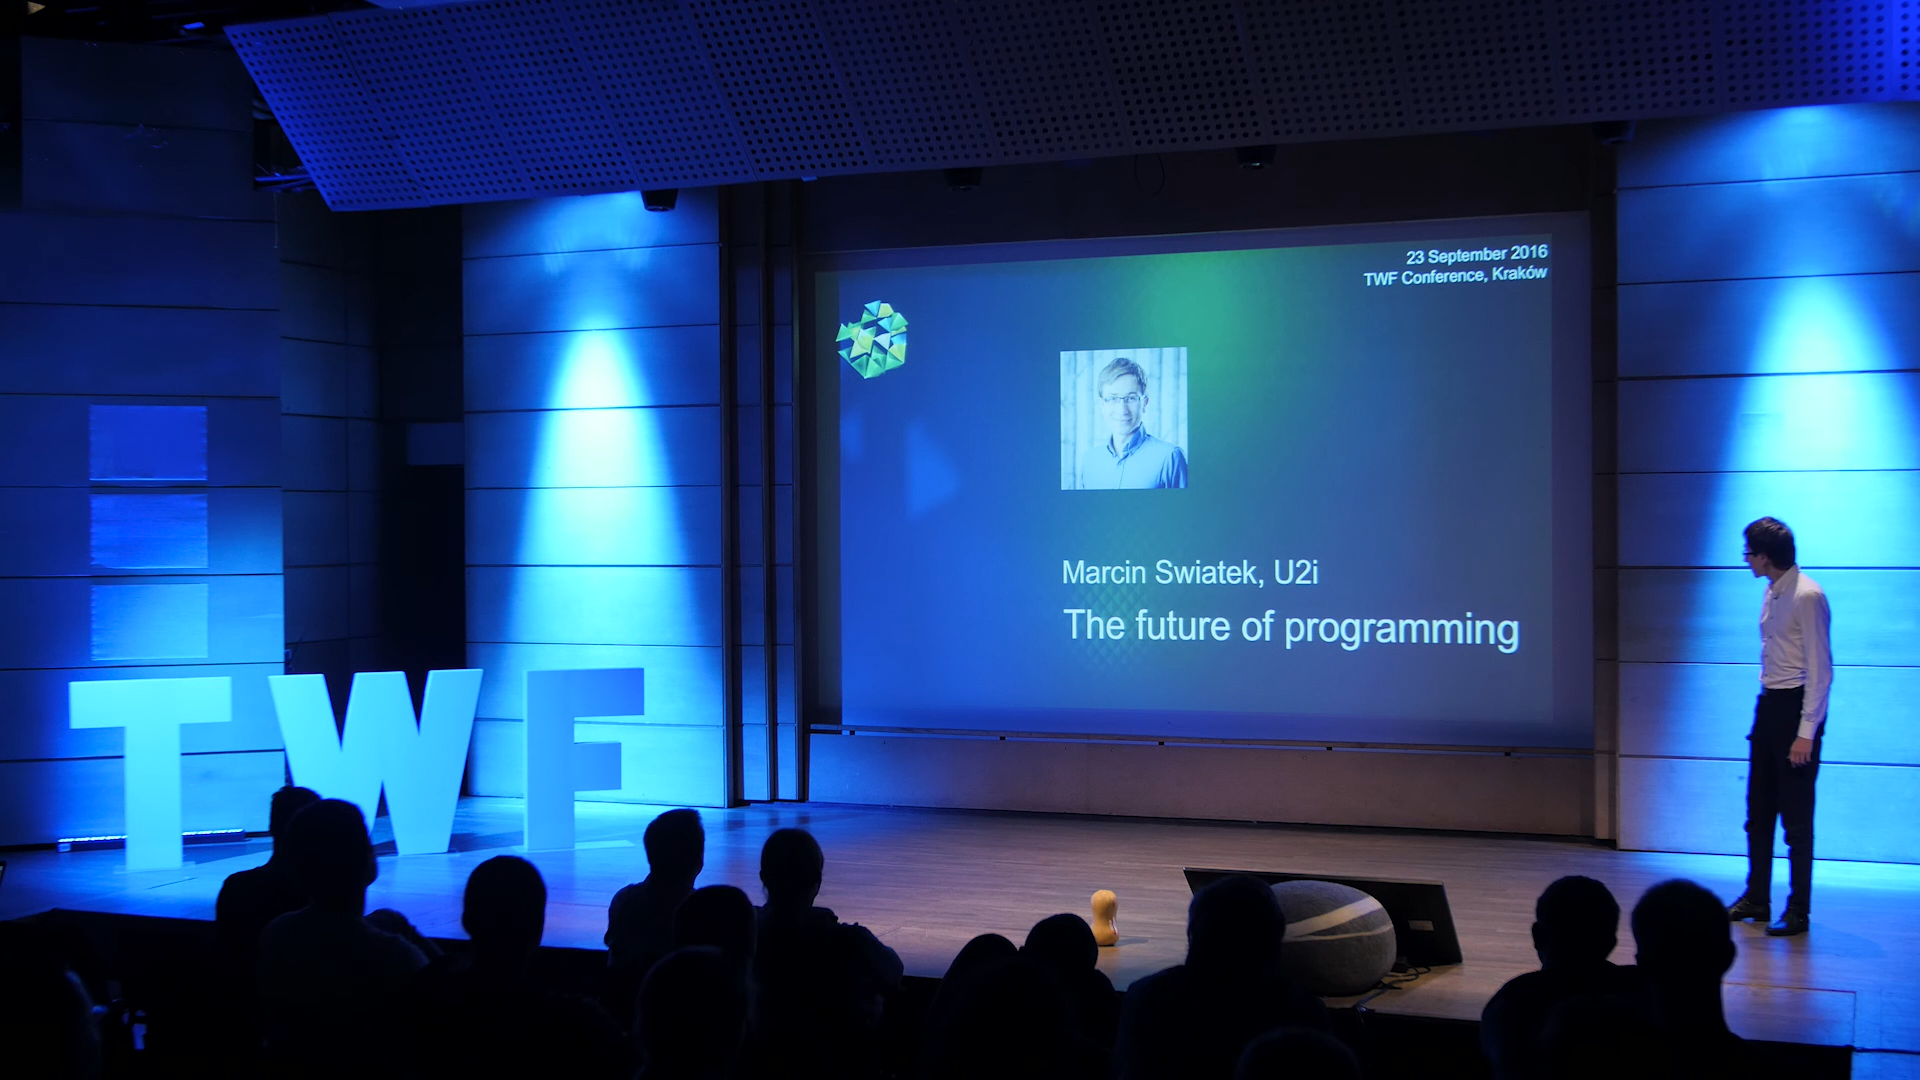 23 September 2016
TWF Conference, Kraków
Marcin Swiatek, U2i
The future of programming
TWF